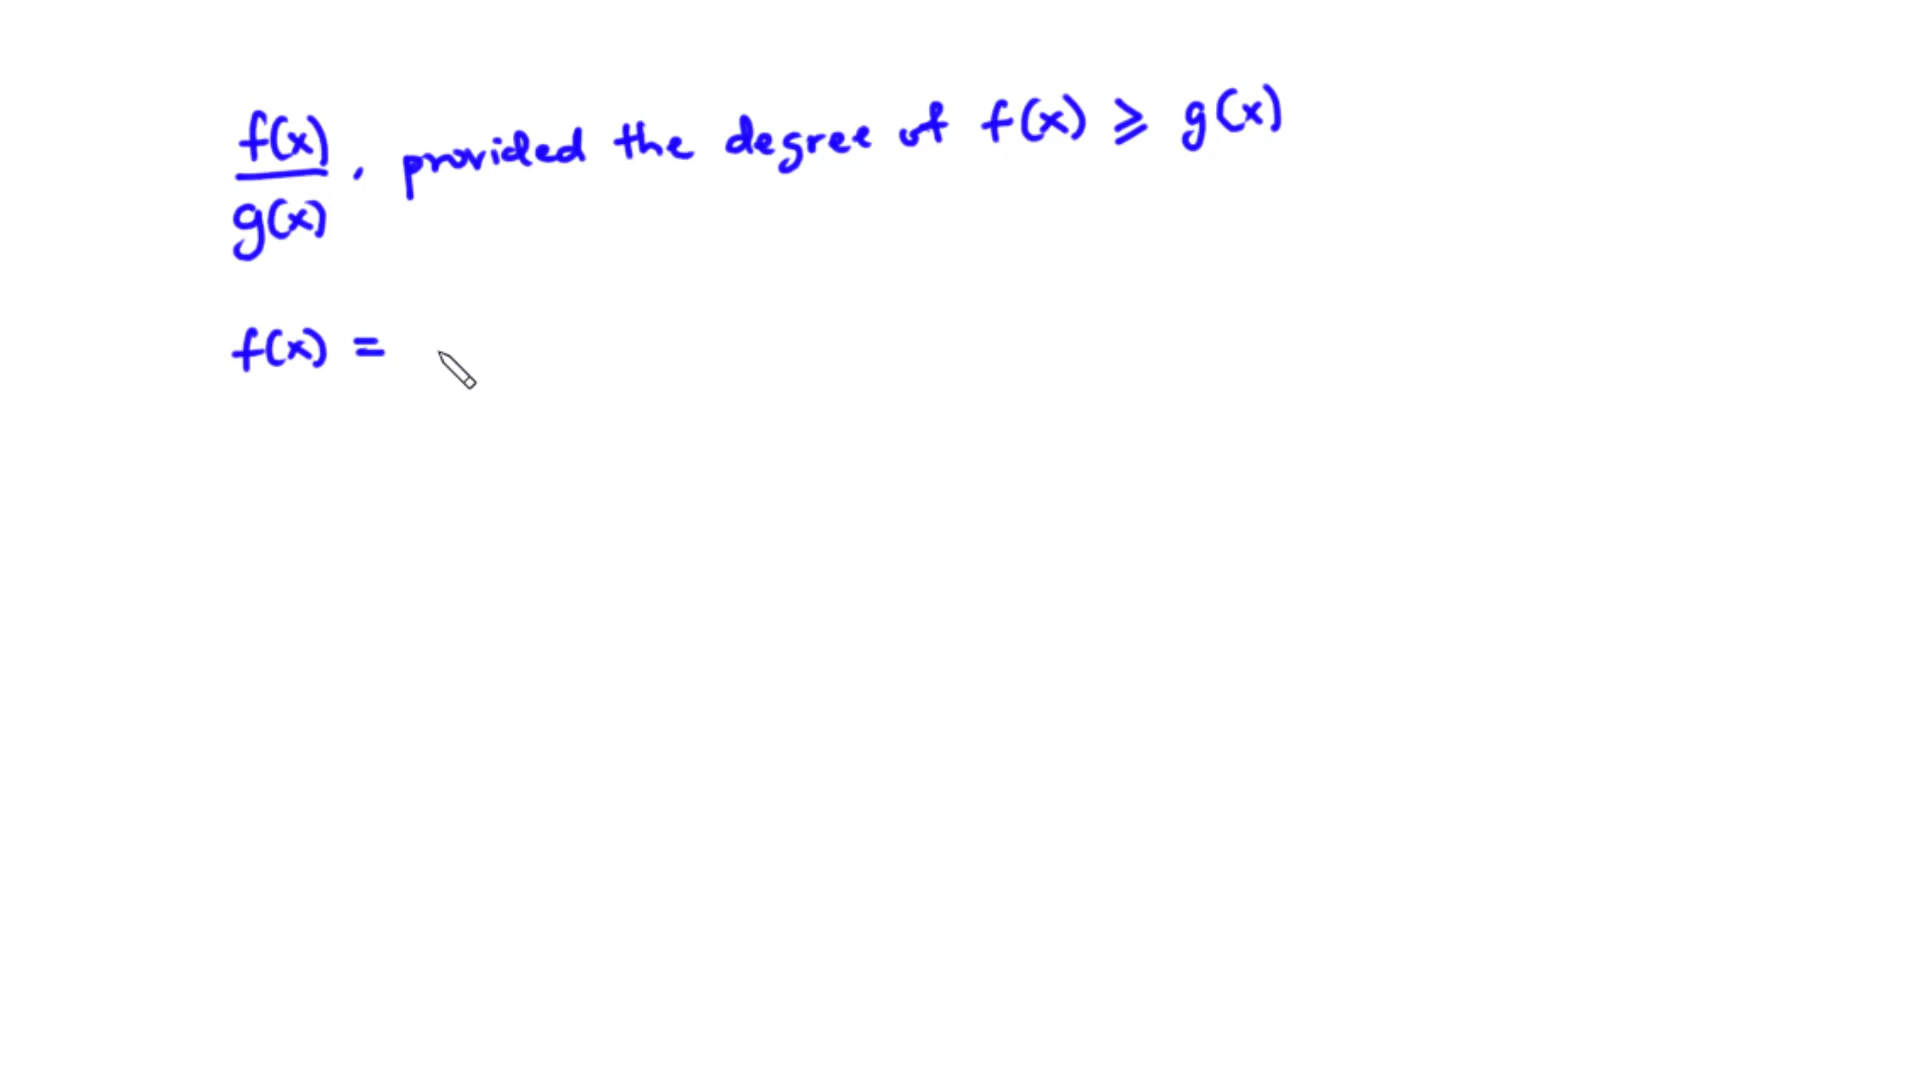 f(x)/g(x), provided the degree of f(x) ⩾ g(x)
f(x) =